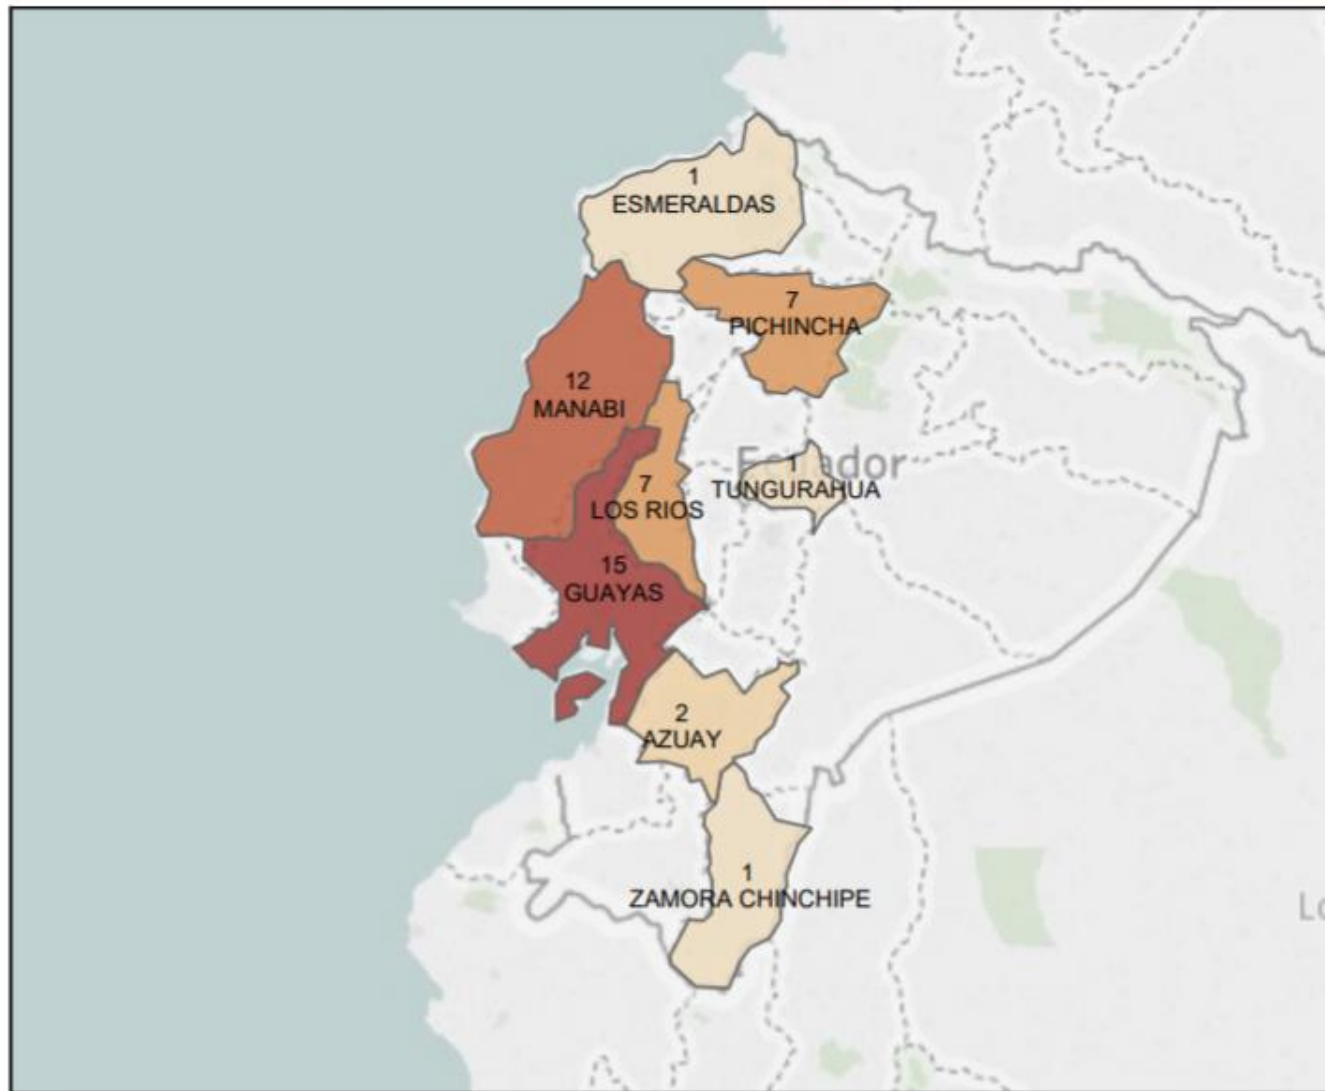 1
ESMERALDAS
7
PICHINCHA
12
MANABI
Ecuador
1
TUNGURAHUA
7
LOS RIOS
15
GUAYAS
2
AZUAY
1
ZAMORA CHINCHIPE